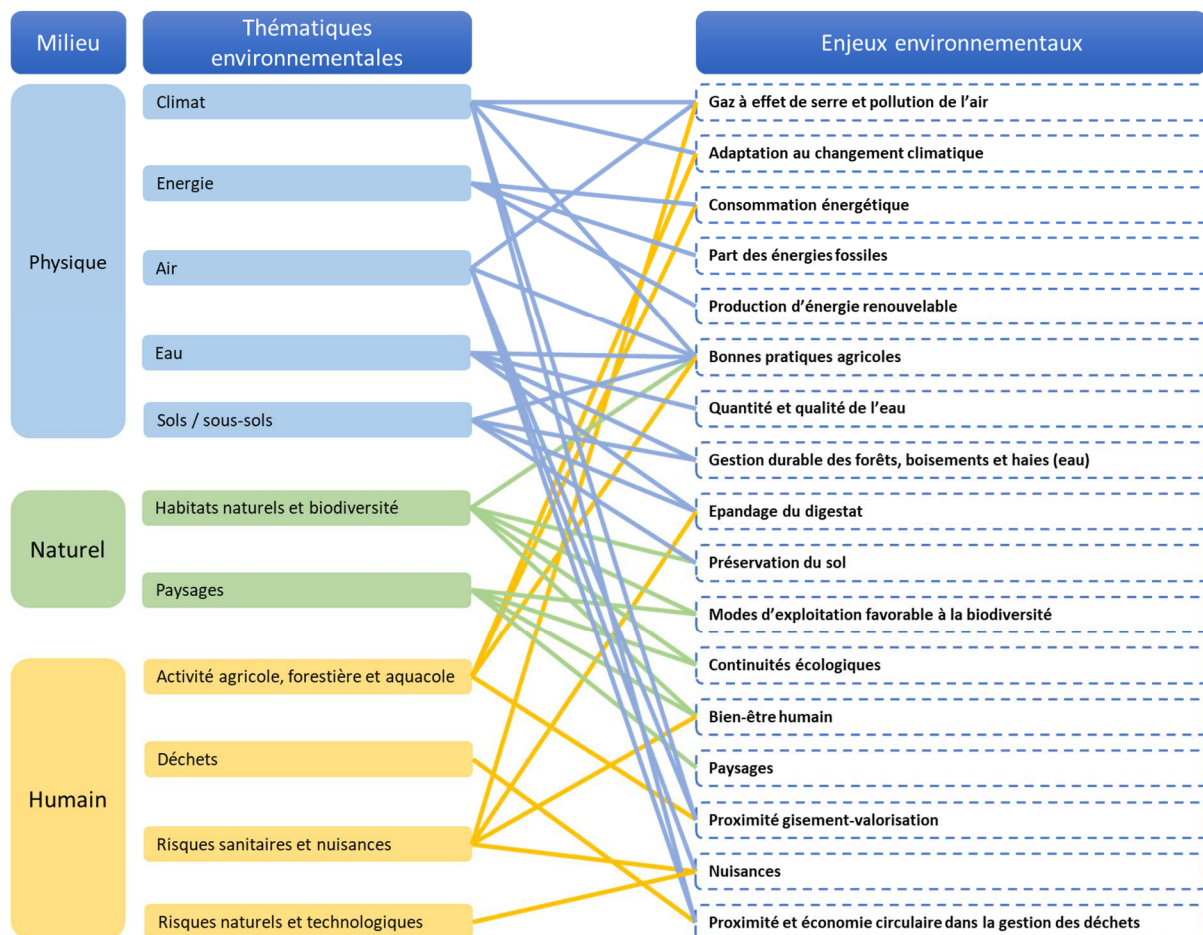 Milieu
Thématiques
environnementales
Enjeux environnementaux
Physique
Climat
Energie
Air
Eau
Sols / sous-sols
Naturel
Habitats naturels et biodiversité
Paysages
Humain
Activité agricole, forestière et aquacole
Déchets
Risques sanitaires et nuisances
Risques naturels et technologiques
Gaz à effet de serre et pollution de l'air
Adaptation au changement climatique
Consommation énergétique
Part des énergies fossiles
Production d'énergie renouvelable
Bonnes pratiques agricoles
Quantité et qualité de l'eau
Gestion durable des forêts, boisements et haies (eau)
Epandage du digestat
Préservation du sol
Modes d'exploitation favorable à la biodiversité
Continuités écologiques
Bien-être humain
Paysages
Proximité gisement-valorisation
Nuisances
Proximité et économie circulaire dans la gestion des déchets